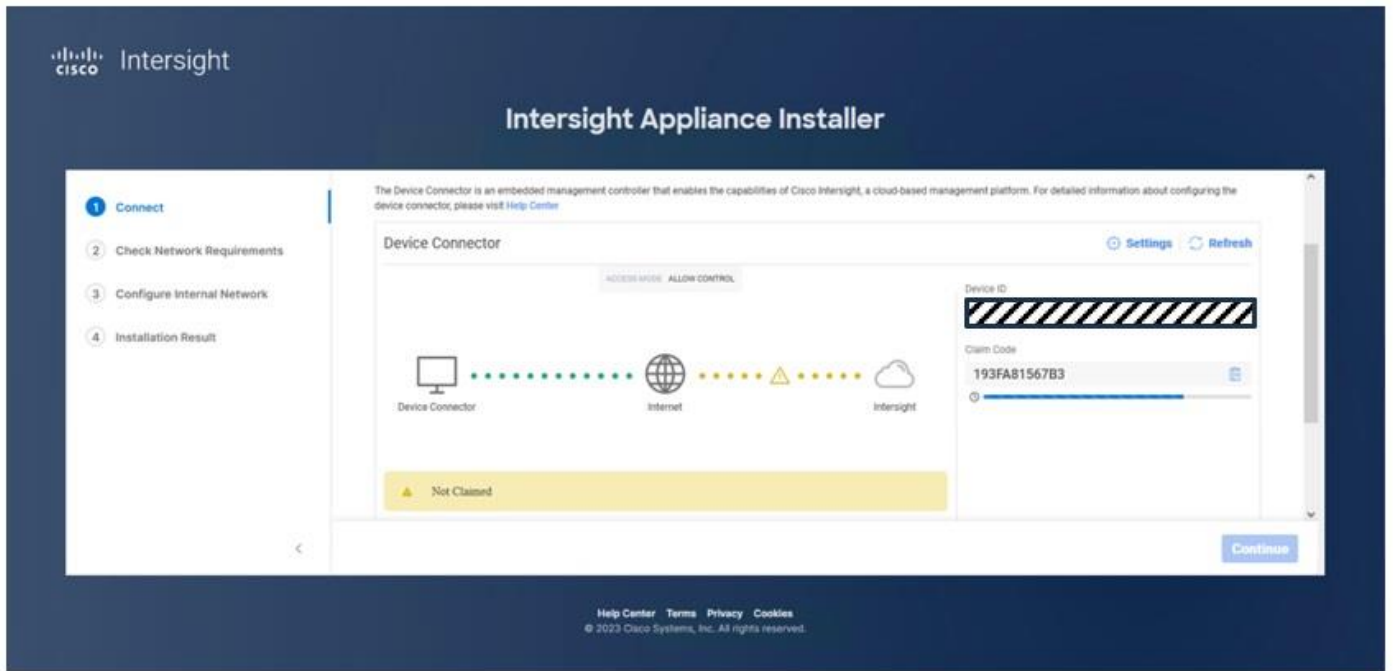 CISCO Intersight
Intersight Appliance Installer
1 Connect
2 Check Network Requirements
3 Configure Internal Network
4 Installation Result
The Device Connector is an embedded management controller that enables the capabilities of Cisco Intersight, a cloud-based management platform. For detailed information about configuring the
device connector, please visit Help Center
Device Connector
Settings Refresh
ACCESS MODE ALLOW CONTROL
Device ID
Claim Code
193FA81567B3
Device Connector Internet Intersight
Not Claimed
Continue
Help Center Terms Privacy Cookies
© 2023 Cisco Systems, Inc. All rights reserved.